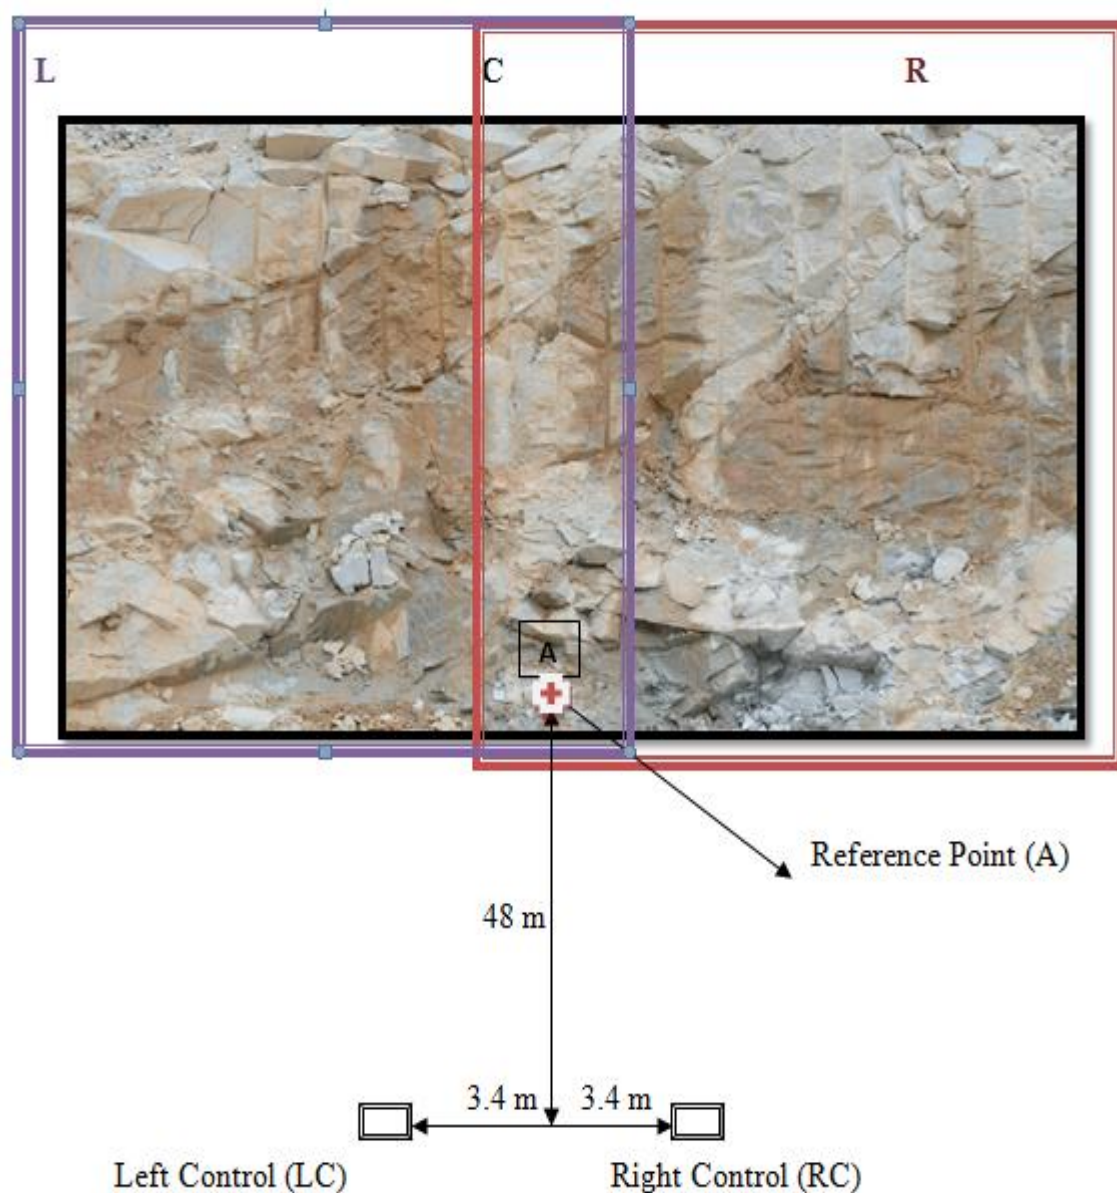 L
C
R
A
Reference Point (A)
48 m
3.4 m
3.4 m
Left Control (LC)
Right Control (RC)